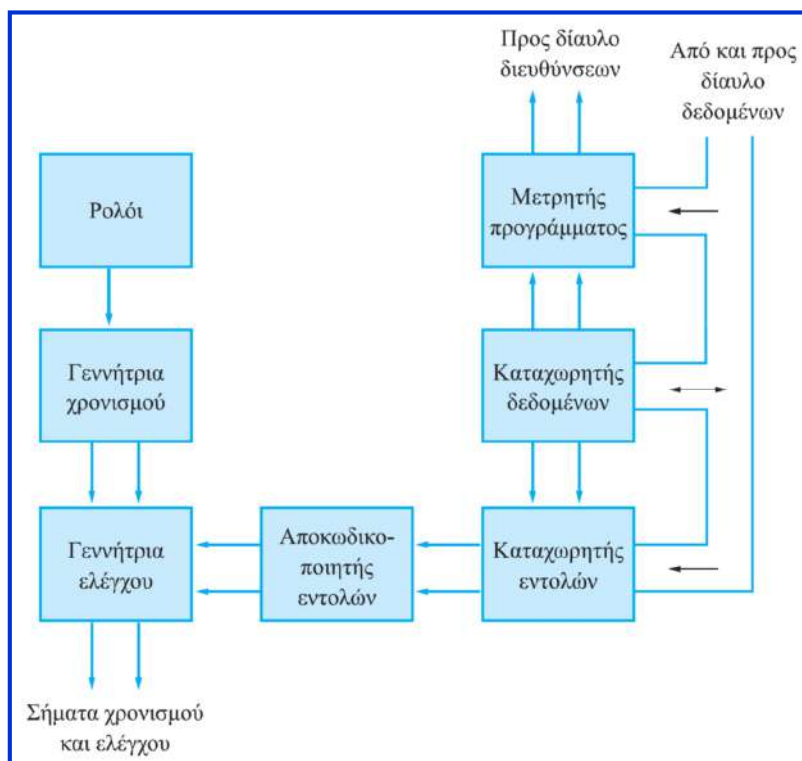 Προς δίαυλο
διευθύνσεων
Από και προς
δίαυλο
δεδομένων
Ρολόι
Μετρητής
προγράμματος
Γεννήτρια
χρονισμού
Καταχωρητής
δεδομένων
Γεννήτρια
ελέγχου
Αποκωδικο-
ποιητής
εντολών
Καταχωρητής
εντολών
Σήματα χρονισμού
και ελέγχου